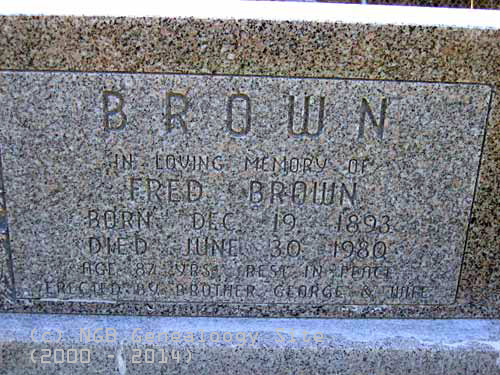 BROWN
IN LOVING MEMORY OF
FRED BROWN
BORN DEC. 19. 1893
DIED JUNE 30 1980
AGE 87 YRS. REST IN PEACE
ERECTED BY BROTHER GEORGE & WIFE
(C) NGB Genealogy Site
(2000 - 2014)